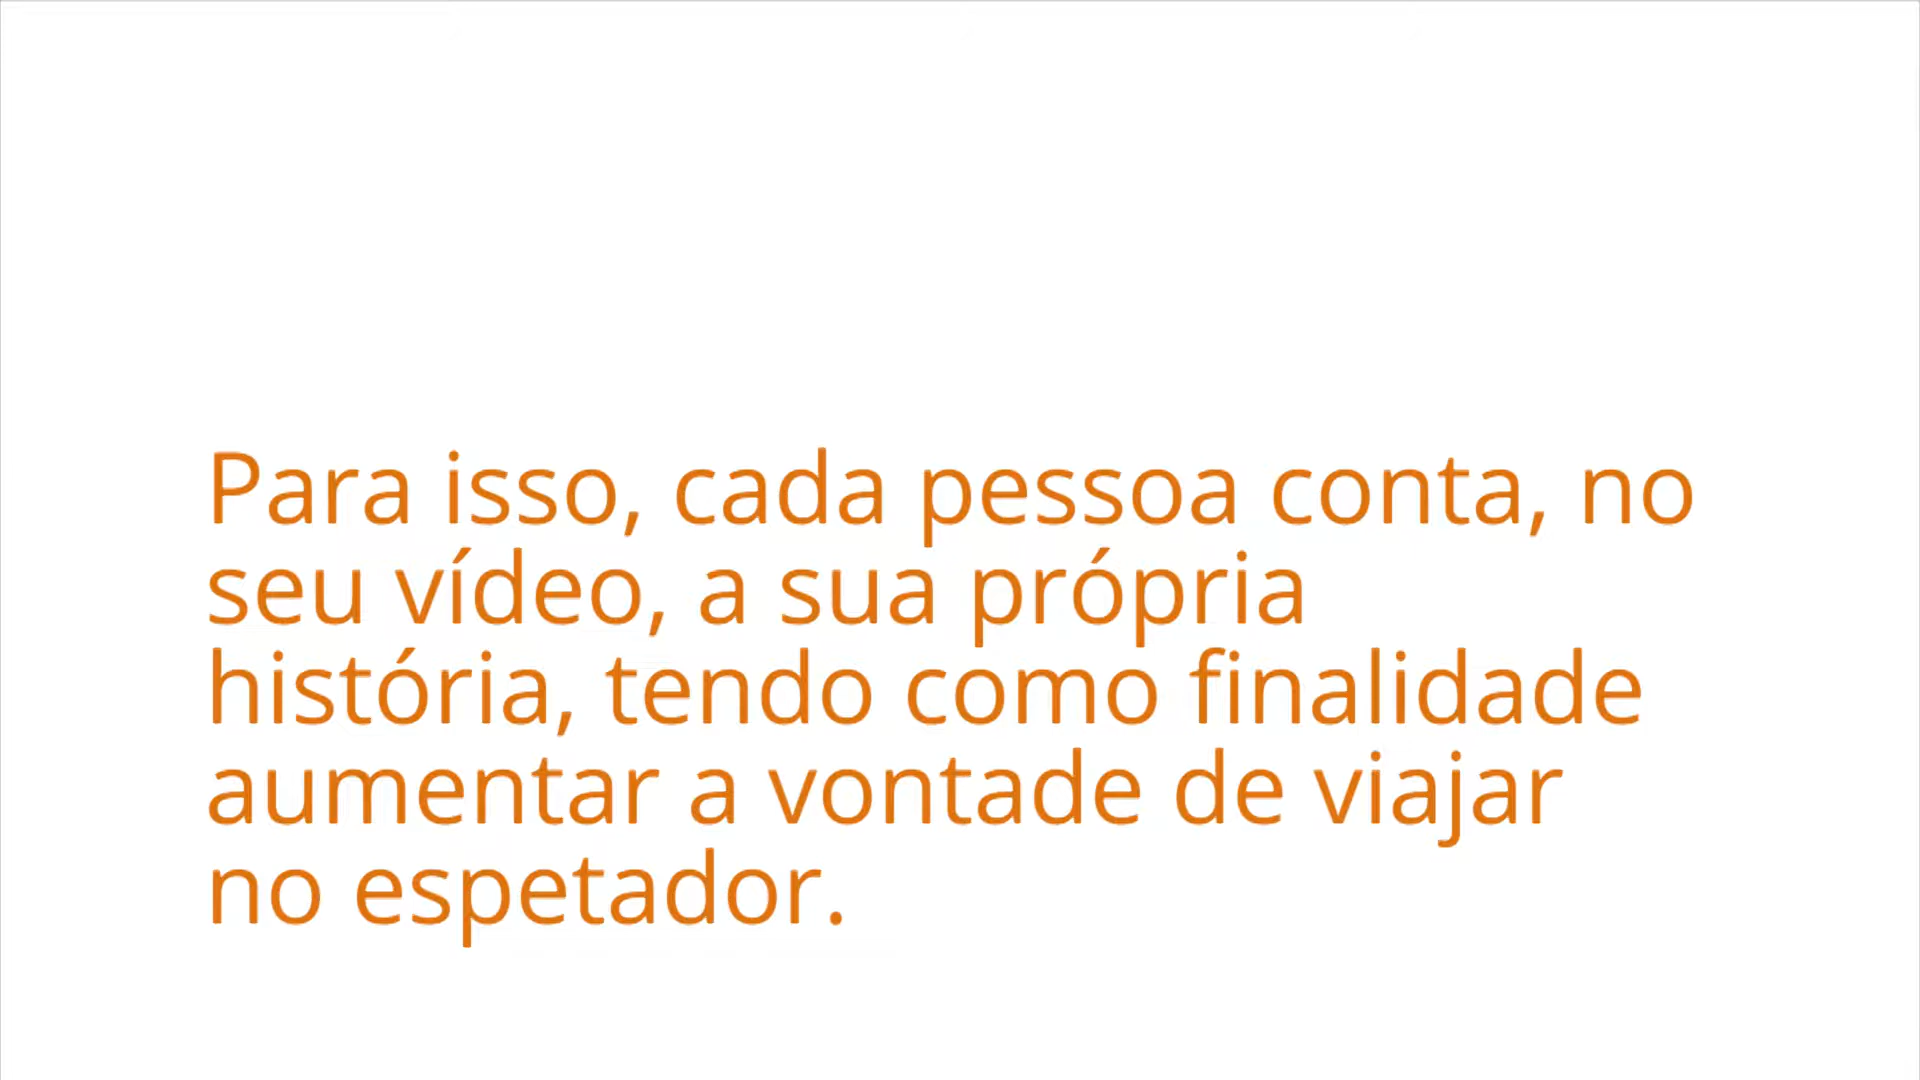 Para isso, cada pessoa conta, no
seu vídeo, a sua própria
história, tendo como finalidade
aumentar a vontade de viajar
no espetador.